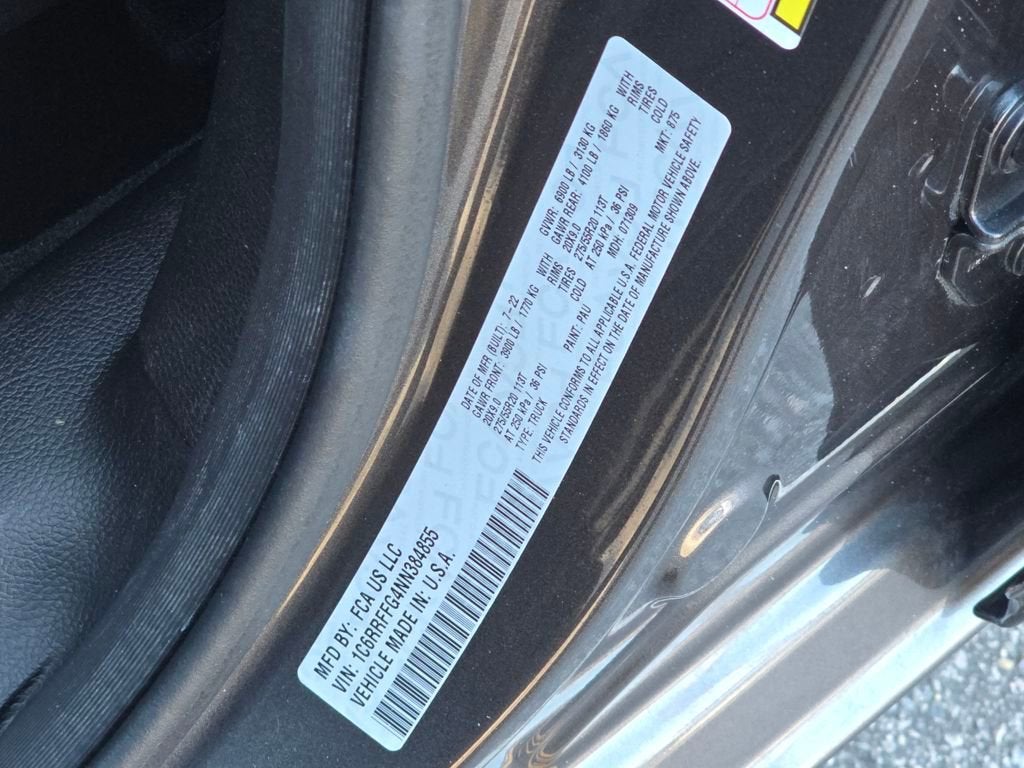 MFD BY: FCA US LLC
VIN: 1C6RRFFG4NN384855
VEHICLE MADE IN: U.S.A.
DATE OF MFR (BUILT): 7-22 GVWR: 6900 LB / 3130 KG
GAWR FRONT: 3900 LB / 1770 KG WITH GAWR REAR: 4100 LB / 1860 KG WITH
20X9.0 RIMS 20X9.0 RIMS
275/55R20 113T TIRES 275/55R20 113T TIRES
AT 250 kPa / 36 PSI COLD AT 250 kPa / 36 PSI COLD
TYPE: TRUCK PAINT: PAU MDH: 071309 MKT: 875
THIS VEHICLE CONFORMS TO ALL APPLICABLE U.S.A. FEDERAL MOTOR VEHICLE SAFETY
STANDARDS IN EFFECT ON THE DATE OF MANUFACTURE SHOWN ABOVE.